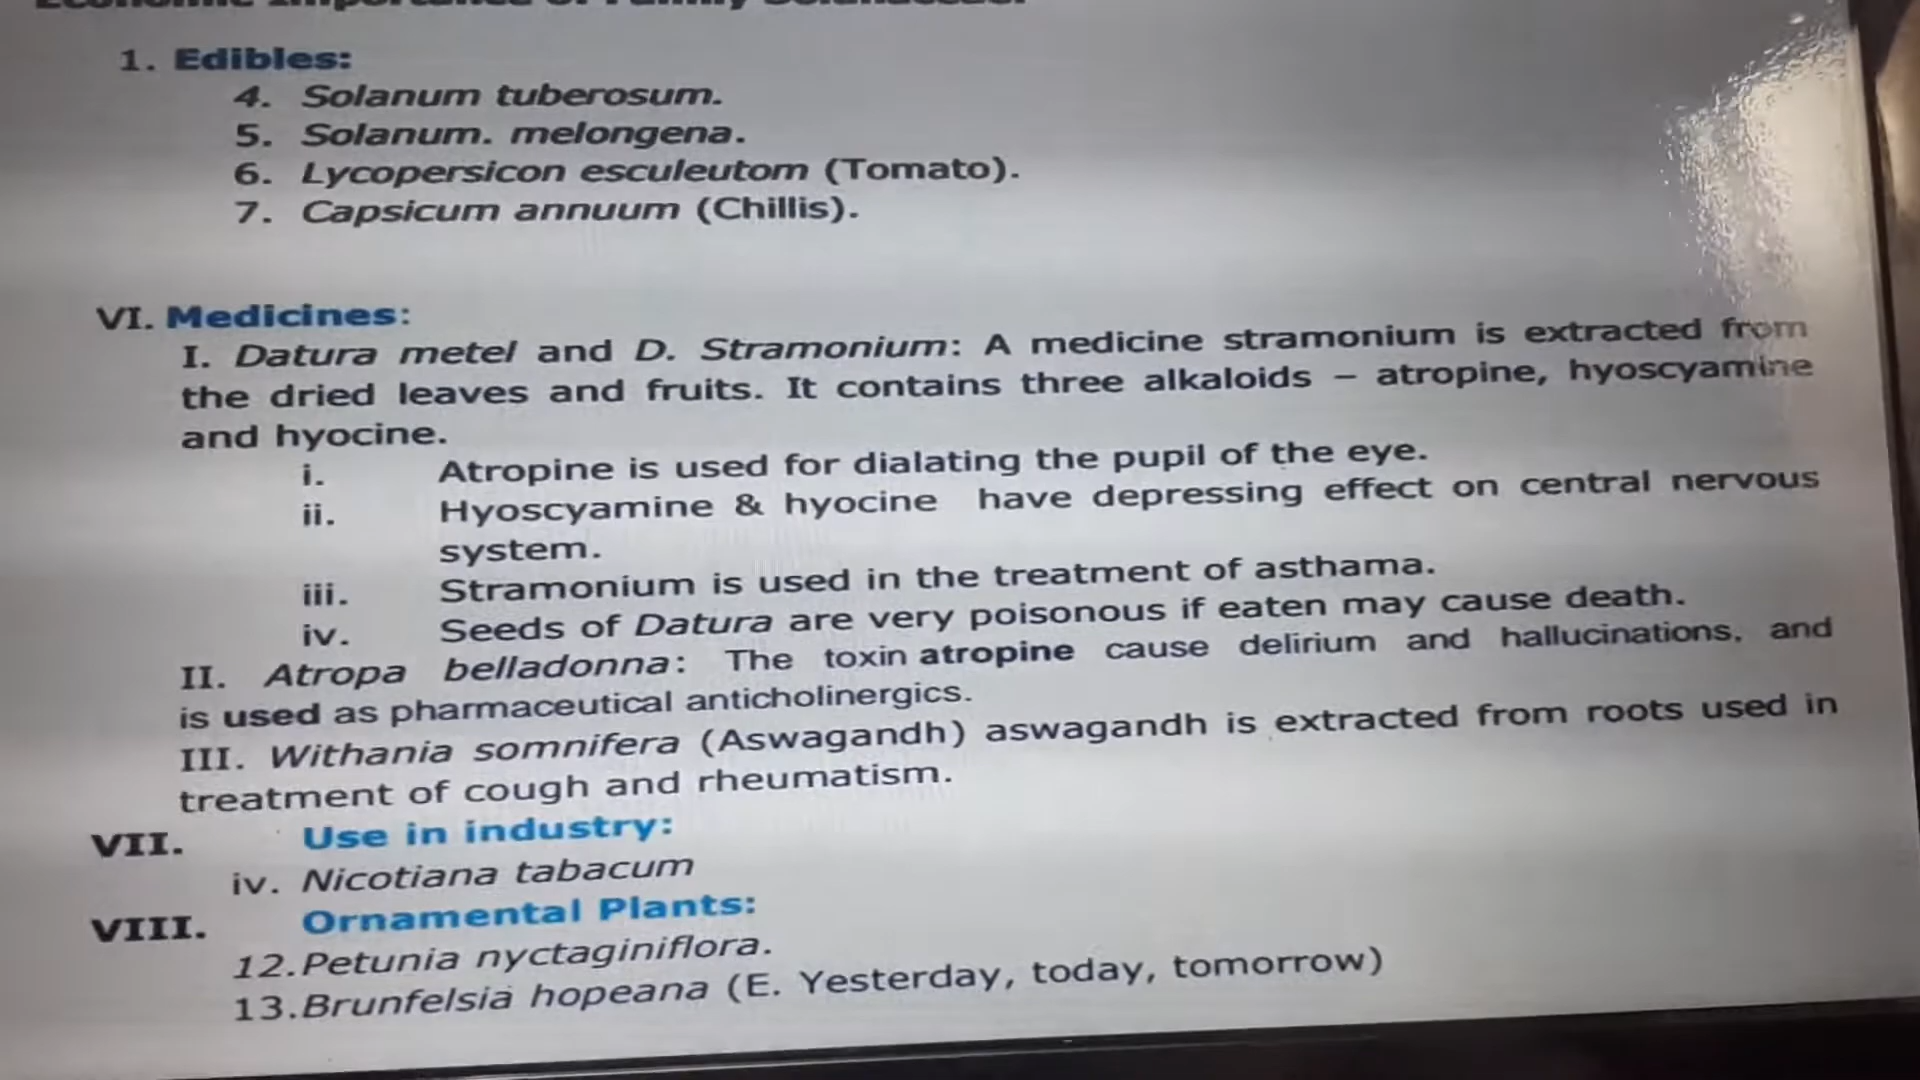 Economic Importance of Family Solanaceae:
1. Edibles:
4. Solanum tuberosum.
5. Solanum. melongena.
6. Lycopersicon esculeutom (Tomato).
7. Capsicum annuum (Chillis).
VI. Medicines:
I. Datura metel and D. Stramonium: A medicine stramonium is extracted from
the dried leaves and fruits. It contains three alkaloids – atropine, hyoscyamine
and hyocine.
i. Atropine is used for dialating the pupil of the eye.
ii. Hyoscyamine & hyocine have depressing effect on central nervous
system.
iii. Stramonium is used in the treatment of asthama.
iv. Seeds of Datura are very poisonous if eaten may cause death.
II. Atropa belladonna: The toxin atropine cause delirium and hallucinations, and
is used as pharmaceutical anticholinergics.
III. Withania somnifera (Aswagandh) aswagandh is extracted from roots used in
treatment of cough and rheumatism.
VII. Use in industry:
iv. Nicotiana tabacum
VIII. Ornamental Plants:
12.Petunia nyctaginiflora.
13.Brunfelsia hopeana (E. Yesterday, today, tomorrow)